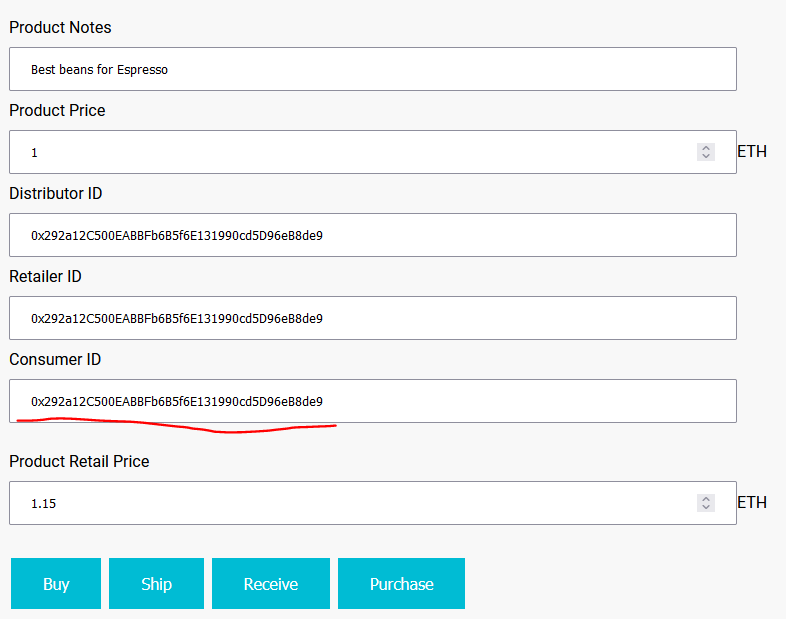 Product Notes
Best beans for Espresso
Product Price
1
ETH
Distributor ID
0x292a12C500EABBFb6B5f6E131990cd5D96eB8de9
Retailer ID
0x292a12C500EABBFb6B5f6E131990cd5D96eB8de9
Consumer ID
0x292a12C500EABBFb6B5f6E131990cd5D96eB8de9
Product Retail Price
1.15
ETH
Buy
Ship
Receive
Purchase